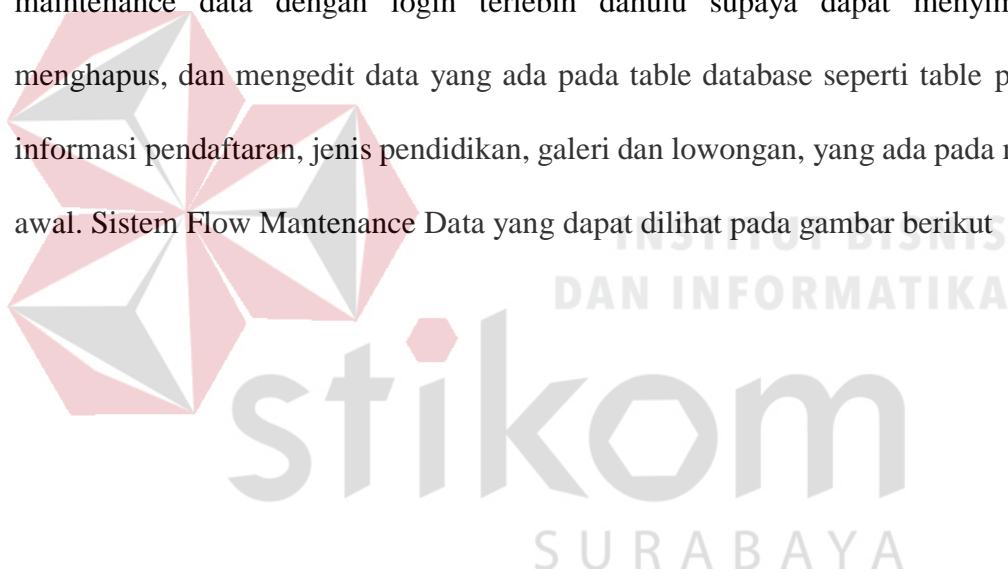 maintenance data dengan login terlebih dahulu supaya dapat
menghapus, dan mengedit data yang ada pada table database seperti table
informasi pendaftaran, jenis pendidikan, galeri dan lowongan, yang ada pada
awal. Sistem Flow Mantenance Data yang dapat dilihat pada gambar berikut
INSTITUT BISNIS
DAN INFORMATIKA
stikom
SURABAYA